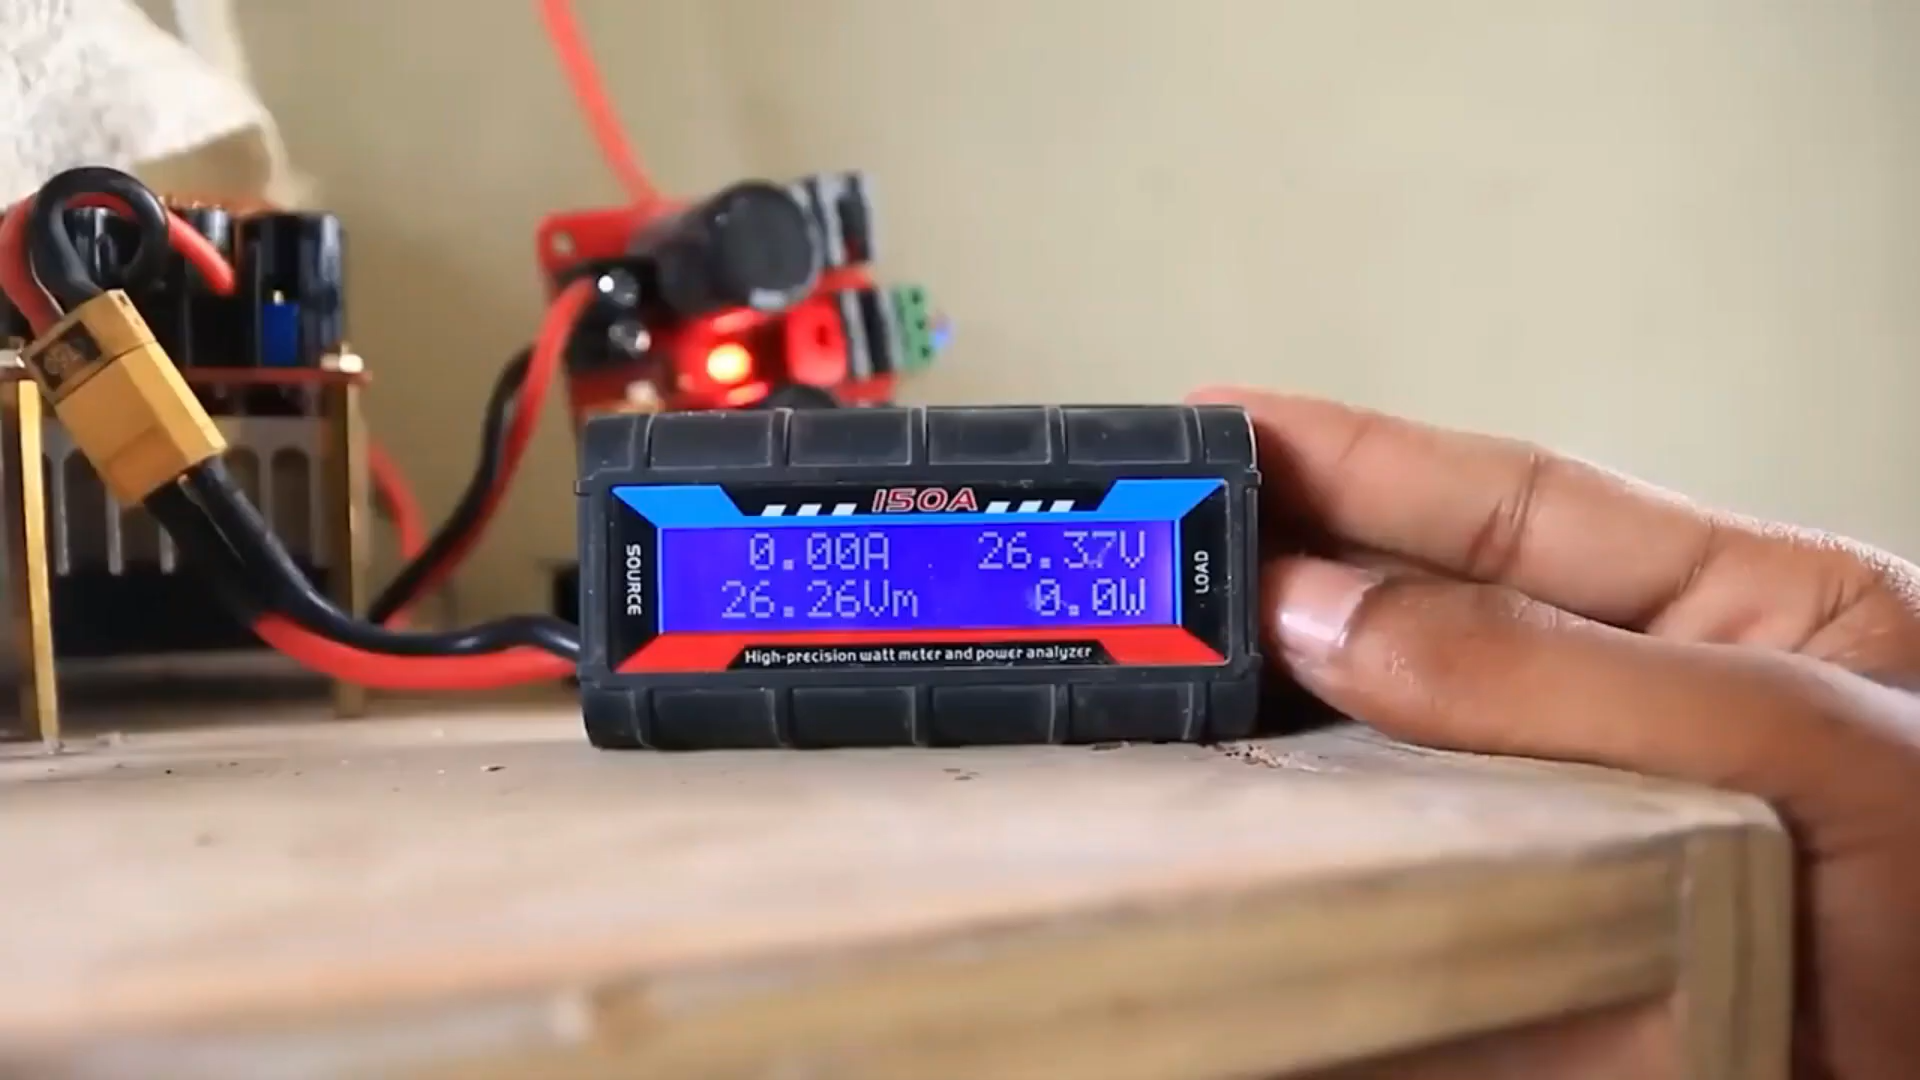 150A
0.00A 26.37V
26.26Vm 0.0W
SOURCE
LOAD
High-precision watt meter and power analyzer